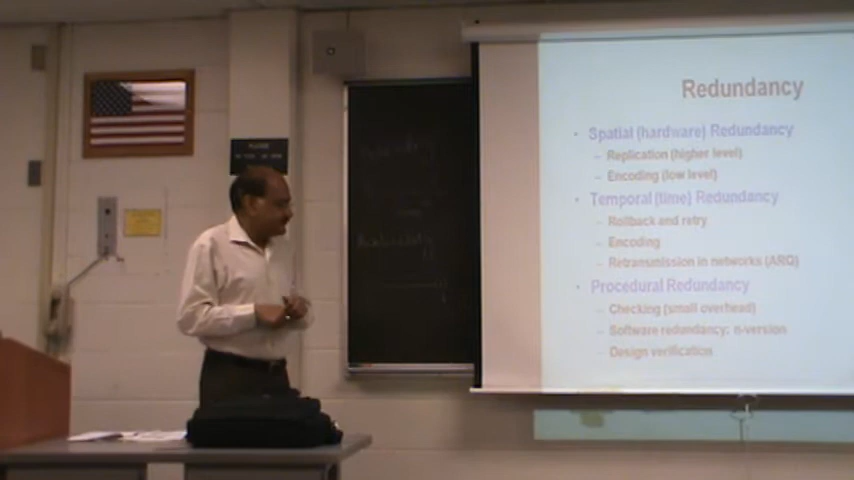 Redundancy
• Spatial (hardware) Redundancy
– Replication (higher level)
– Encoding (low level)
• Temporal (time) Redundancy
– Rollback and retry
– Encoding
– Retransmission in networks (ARQ)
• Procedural Redundancy
– Checking (small overhead)
– Software redundancy: n-version
– Design verification